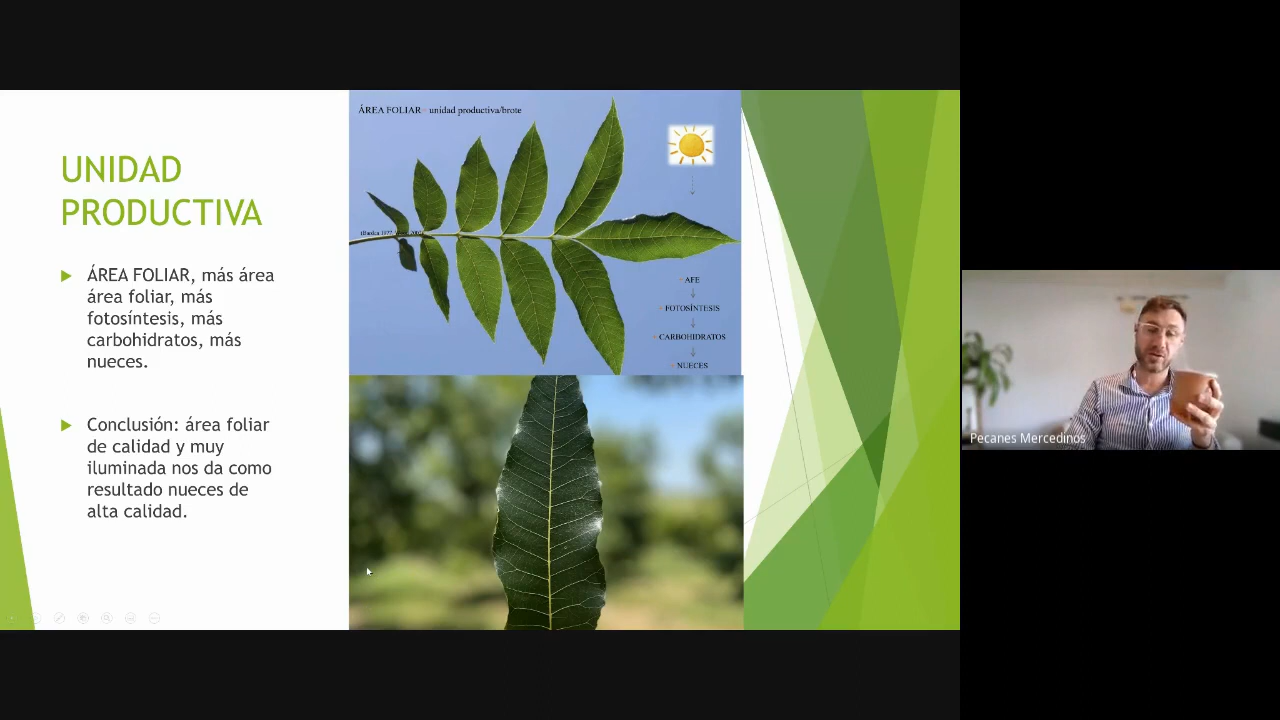 UNIDAD
PRODUCTIVA
ÁREA FOLIAR, más área
área foliar, más
fotosíntesis, más
carbohidratos, más
nueces.
Conclusión: área foliar
de calidad y muy
iluminada nos da como
resultado nueces de
alta calidad.
ÁREA FOLIAR= unidad productiva/brote
AFE
FOTOSÍNTESIS
CARBOHIDRATOS
NUECES
Pecanes Mercedinos